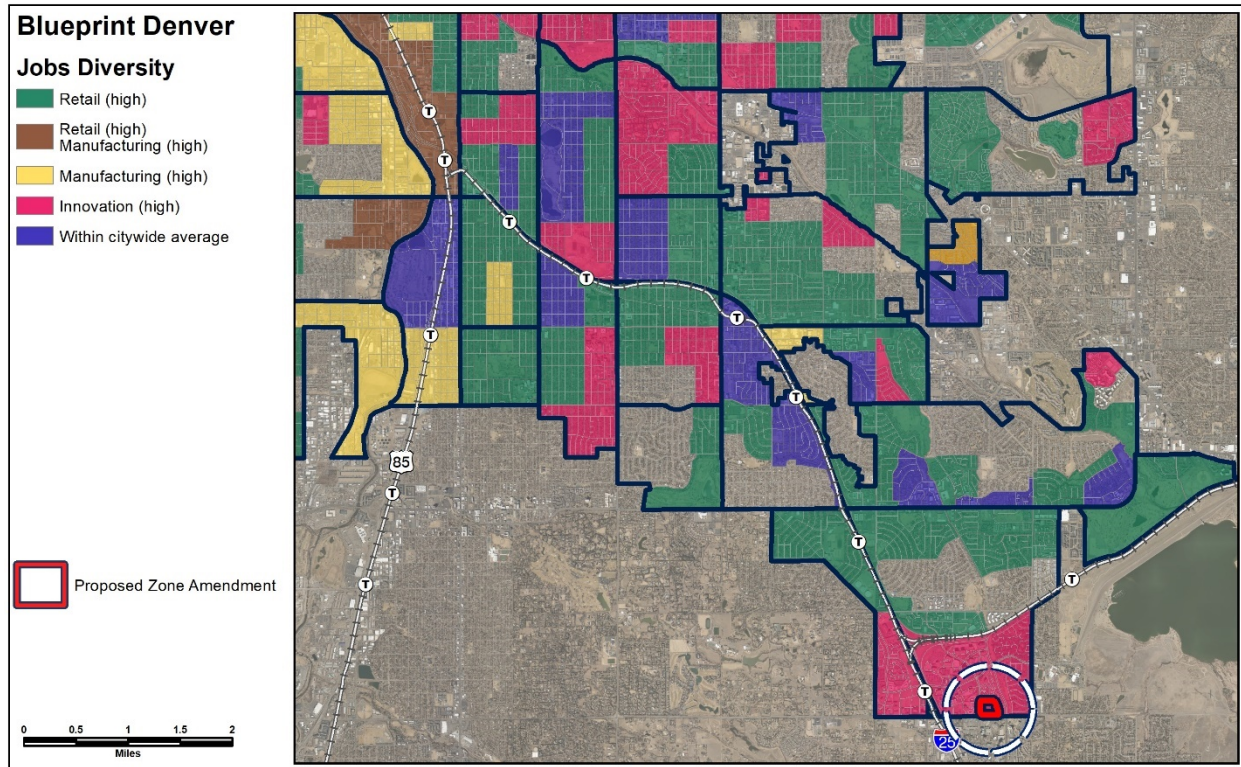 Blueprint Denver
Jobs Diversity
Retail (high)
Retail (high)
Manufacturing (high)
Manufacturing (high)
Innovation (high)
Within citywide average
Proposed Zone Amendment
0 0.5 1 1.5 2
Miles
T
T
T
T
T
T
T
85
T
T
T
T
T
T
T
25